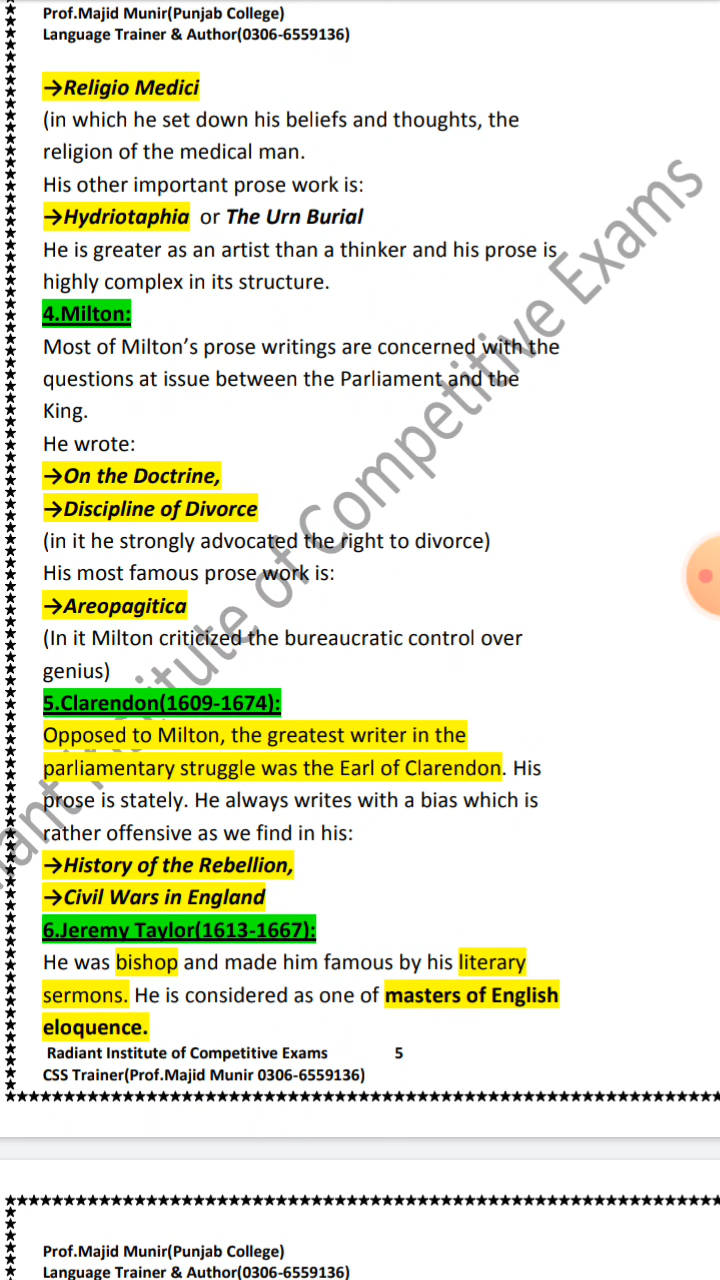 Prof.Majid Munir(Punjab College)
Language Trainer & Author(0306-6559136)
→Religio Medici
(in which he set down his beliefs and thoughts, the
religion of the medical man.
His other important prose work is:
→Hydriotaphia or The Urn Burial
He is greater as an artist than a thinker and his prose is
highly complex in its structure.
4.Milton:
Most of Milton’s prose writings are concerned with the
questions at issue between the Parliament and the
King.
He wrote:
→On the Doctrine,
→Discipline of Divorce
(in it he strongly advocated the right to divorce)
His most famous prose work is:
→Areopagitica
(In it Milton criticized the bureaucratic control over
genius)
5.Clarendon(1609-1674):
Opposed to Milton, the greatest writer in the
parliamentary struggle was the Earl of Clarendon. His
prose is stately. He always writes with a bias which is
rather offensive as we find in his:
→History of the Rebellion,
→Civil Wars in England
6.Jeremy Taylor(1613-1667):
He was bishop and made him famous by his literary
sermons. He is considered as one of masters of English
eloquence.
Radiant Institute of Competitive Exams 5
CSS Trainer(Prof.Majid Munir 0306-6559136)
Prof.Majid Munir(Punjab College)
Language Trainer & Author(0306-6559136)
of Competitive Exams